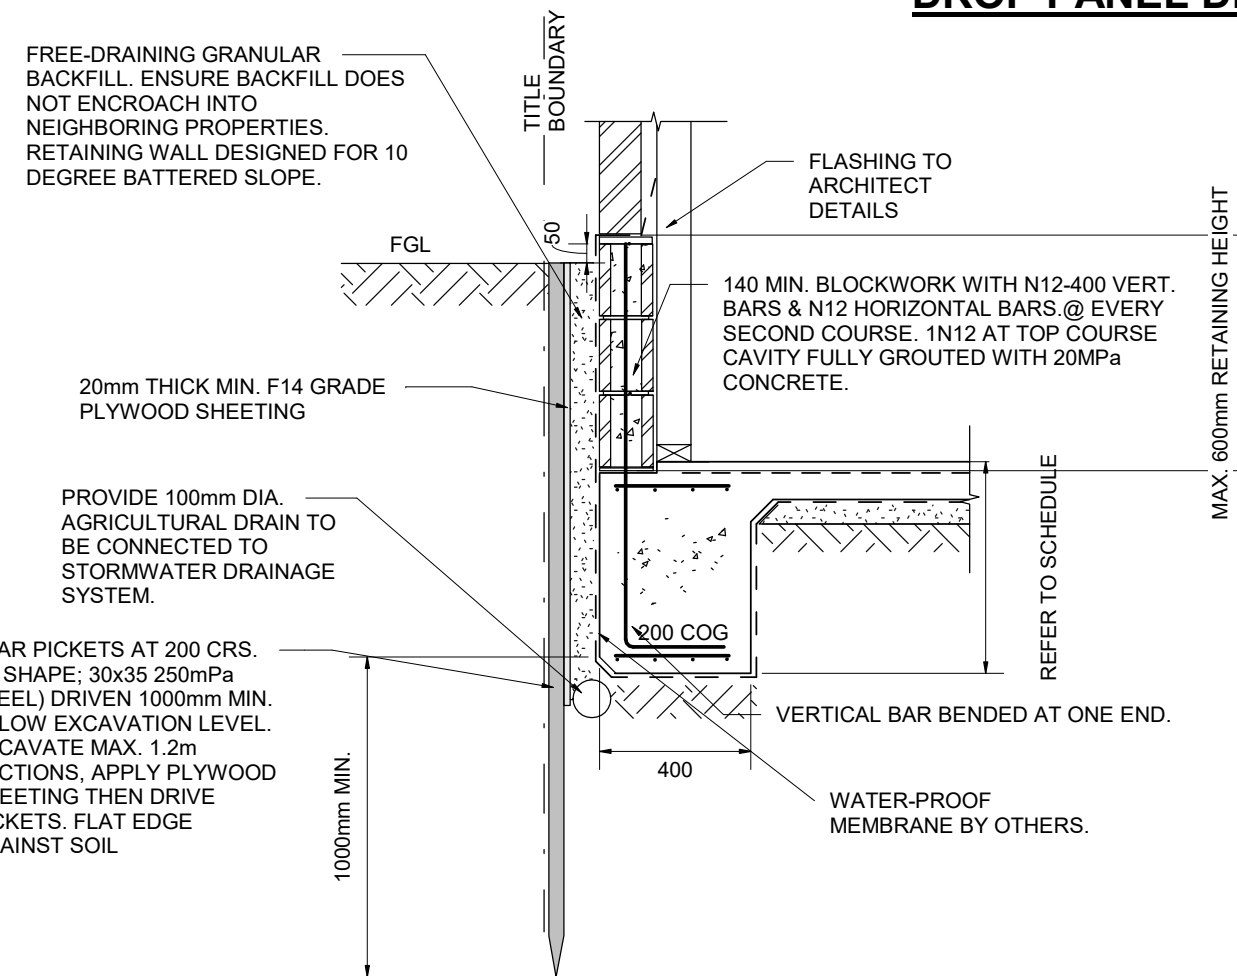 FREE-DRAINING GRANULAR
BACKFILL. ENSURE BACKFILL DOES
NOT ENCROACH INTO
NEIGHBORING PROPERTIES.
RETAINING WALL DESIGNED FOR 10
DEGREE BATTERED SLOPE.
TITLE
BOUNDARY
FLASHING TO
ARCHITECT
DETAILS
50
FGL
140 MIN. BLOCKWORK WITH N12-400 VERT.
BARS & N12 HORIZONTAL BARS.@ EVERY
SECOND COURSE. 1N12 AT TOP COURSE
CAVITY FULLY GROUTED WITH 20MPa
CONCRETE.
MAX. 600mm RETAINING HEIGHT
20mm THICK MIN. F14 GRADE
PLYWOOD SHEETING
PROVIDE 100mm DIA.
AGRICULTURAL DRAIN TO
BE CONNECTED TO
STORMWATER DRAINAGE
SYSTEM.
REFER TO SCHEDULE
200 COG
AR PICKETS AT 200 CRS.
SHAPE; 30x35 250mPa
EEL) DRIVEN 1000mm MIN.
LOW EXCAVATION LEVEL.
CAVATE MAX. 1.2m
CTIONS, APPLY PLYWOOD
EETING THEN DRIVE
CKETS. FLAT EDGE
AINST SOIL
1000mm MIN.
VERTICAL BAR BENDED AT ONE END.
400
WATER-PROOF
MEMBRANE BY OTHERS.